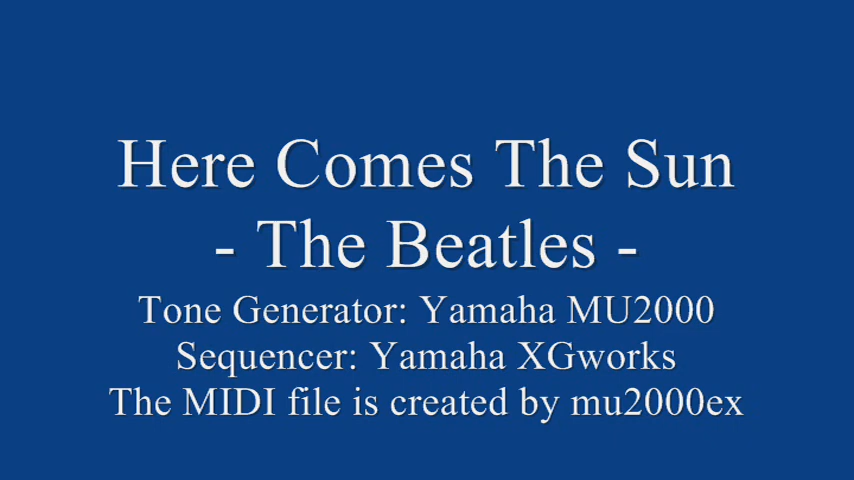 Here Comes The Sun
- The Beatles -
Tone Generator: Yamaha MU2000
Sequencer: Yamaha XGworks
The MIDI file is created by mu2000ex